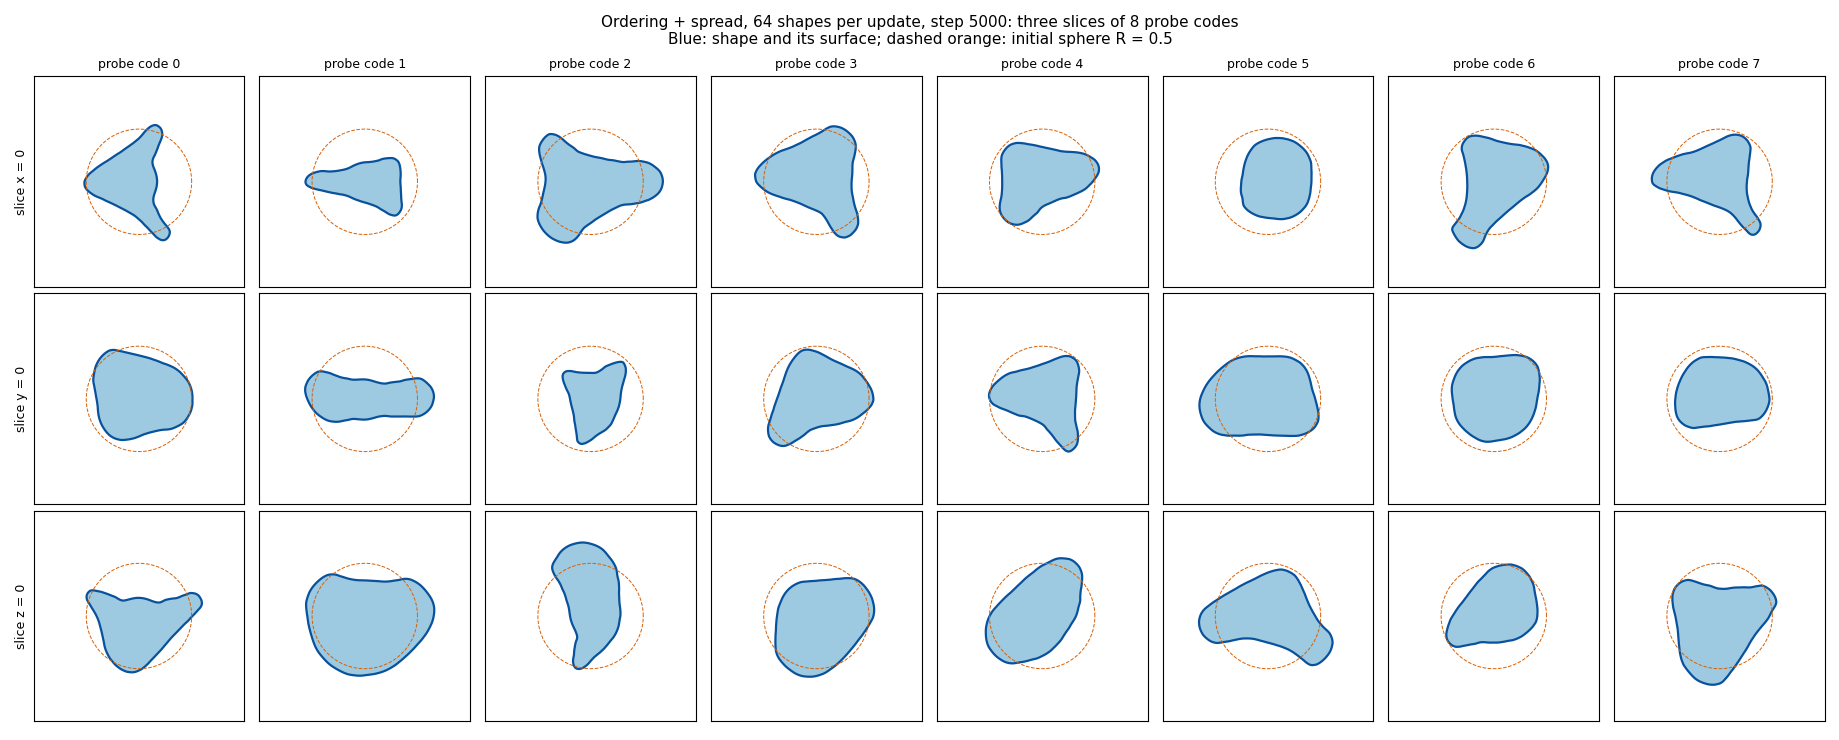 Ordering + spread, 64 shapes per update, step 5000: three slices of 8 probe codes
Blue: shape and its surface; dashed orange: initial sphere R = 0.5
probe code 0
probe code 1
probe code 2
probe code 3
probe code 4
probe code 5
probe code 6
probe code 7
slice x = 0
slice y = 0
slice z = 0